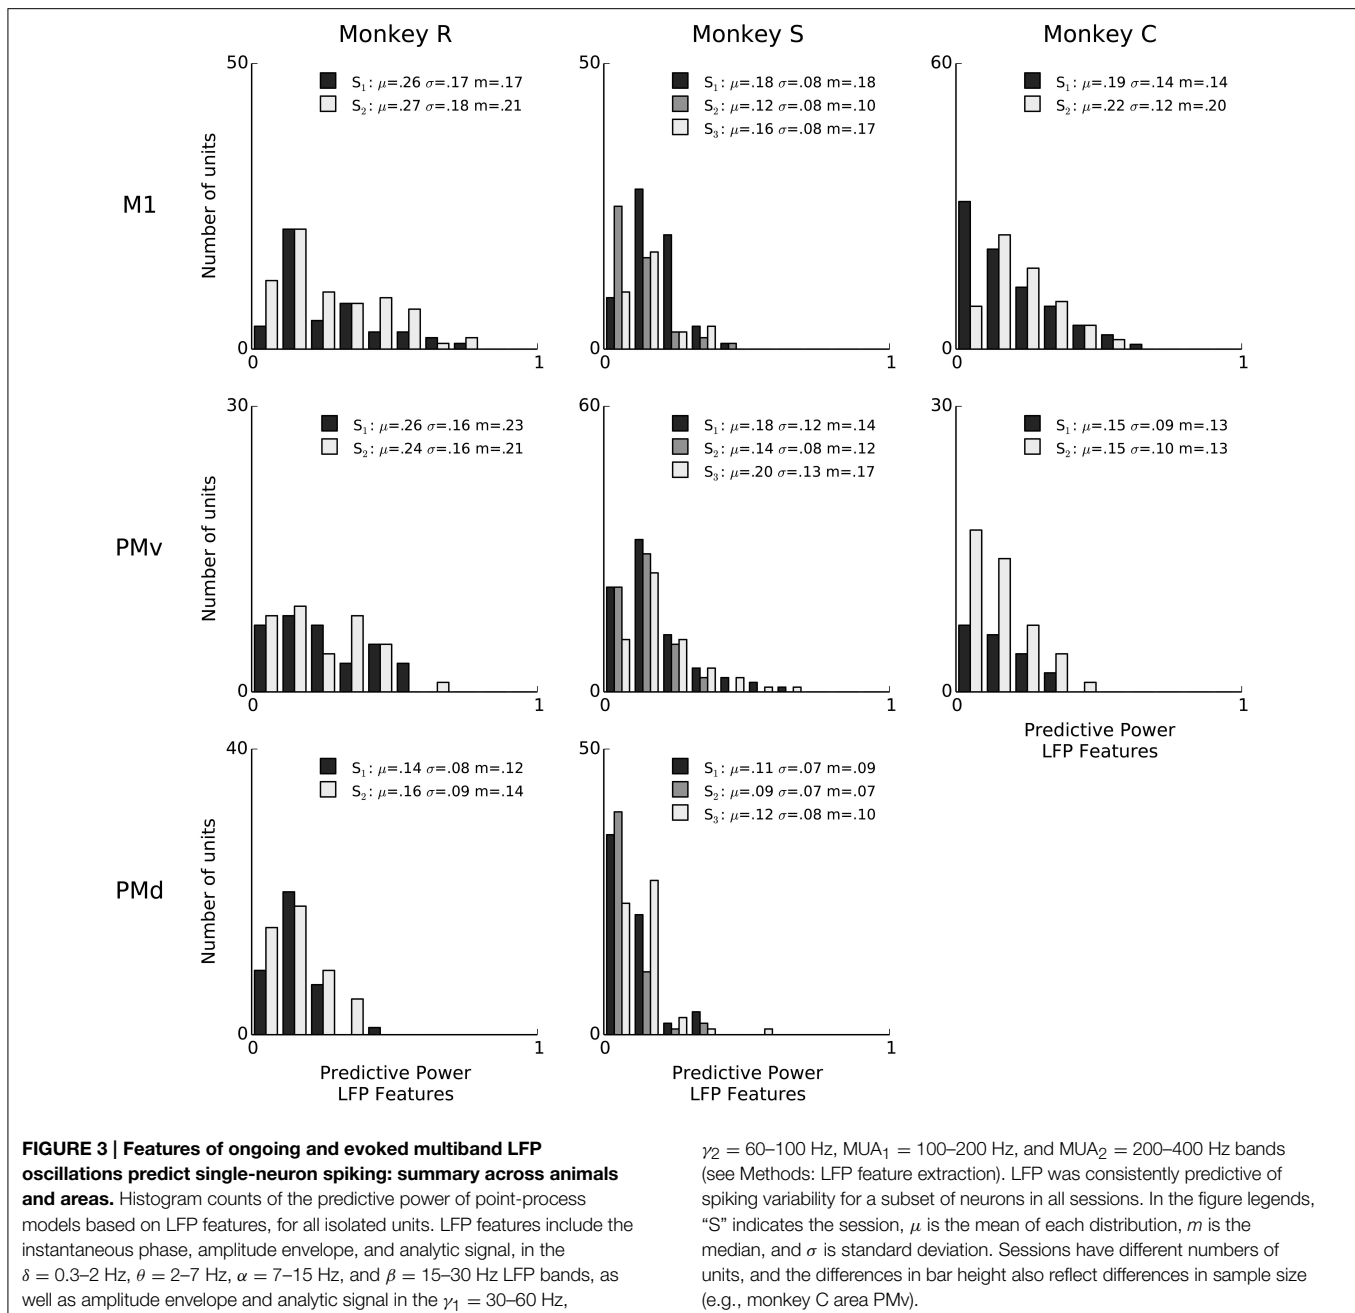 Monkey R
Monkey S
Monkey C
M1
Number of units
50
0
0
1
S₁: μ=.26 σ=.17 m=.17
S₂: μ=.27 σ=.18 m=.21
50
0
0
1
S₁: μ=.18 σ=.08 m=.18
S₂: μ=.12 σ=.08 m=.10
S₃: μ=.16 σ=.08 m=.17
60
0
0
1
S₁: μ=.19 σ=.14 m=.14
S₂: μ=.22 σ=.12 m=.20
PMv
Number of units
30
0
0
1
S₁: μ=.26 σ=.16 m=.23
S₂: μ=.24 σ=.16 m=.21
60
0
0
1
S₁: μ=.18 σ=.12 m=.14
S₂: μ=.14 σ=.08 m=.12
S₃: μ=.20 σ=.13 m=.17
30
0
0
1
S₁: μ=.15 σ=.09 m=.13
S₂: μ=.15 σ=.10 m=.13
Predictive Power
LFP Features
PMd
Number of units
40
0
0
1
S₁: μ=.14 σ=.08 m=.12
S₂: μ=.16 σ=.09 m=.14
Predictive Power
LFP Features
50
0
0
1
S₁: μ=.11 σ=.07 m=.09
S₂: μ=.09 σ=.07 m=.07
S₃: μ=.12 σ=.08 m=.10
Predictive Power
LFP Features
FIGURE 3 | Features of ongoing and evoked multiband LFP
oscillations predict single-neuron spiking: summary across animals
and areas. Histogram counts of the predictive power of point-process
models based on LFP features, for all isolated units. LFP features include the
instantaneous phase, amplitude envelope, and analytic signal, in the
δ = 0.3–2 Hz, θ = 2–7 Hz, α = 7–15 Hz, and β = 15–30 Hz LFP bands, as
well as amplitude envelope and analytic signal in the γ₁ = 30–60 Hz,
γ₂ = 60–100 Hz, MUA₁ = 100–200 Hz, and MUA₂ = 200–400 Hz bands
(see Methods: LFP feature extraction). LFP was consistently predictive of
spiking variability for a subset of neurons in all sessions. In the figure legends,
“S” indicates the session, μ is the mean of each distribution, m is the
median, and σ is standard deviation. Sessions have different numbers of
units, and the differences in bar height also reflect differences in sample size
(e.g., monkey C area PMv).